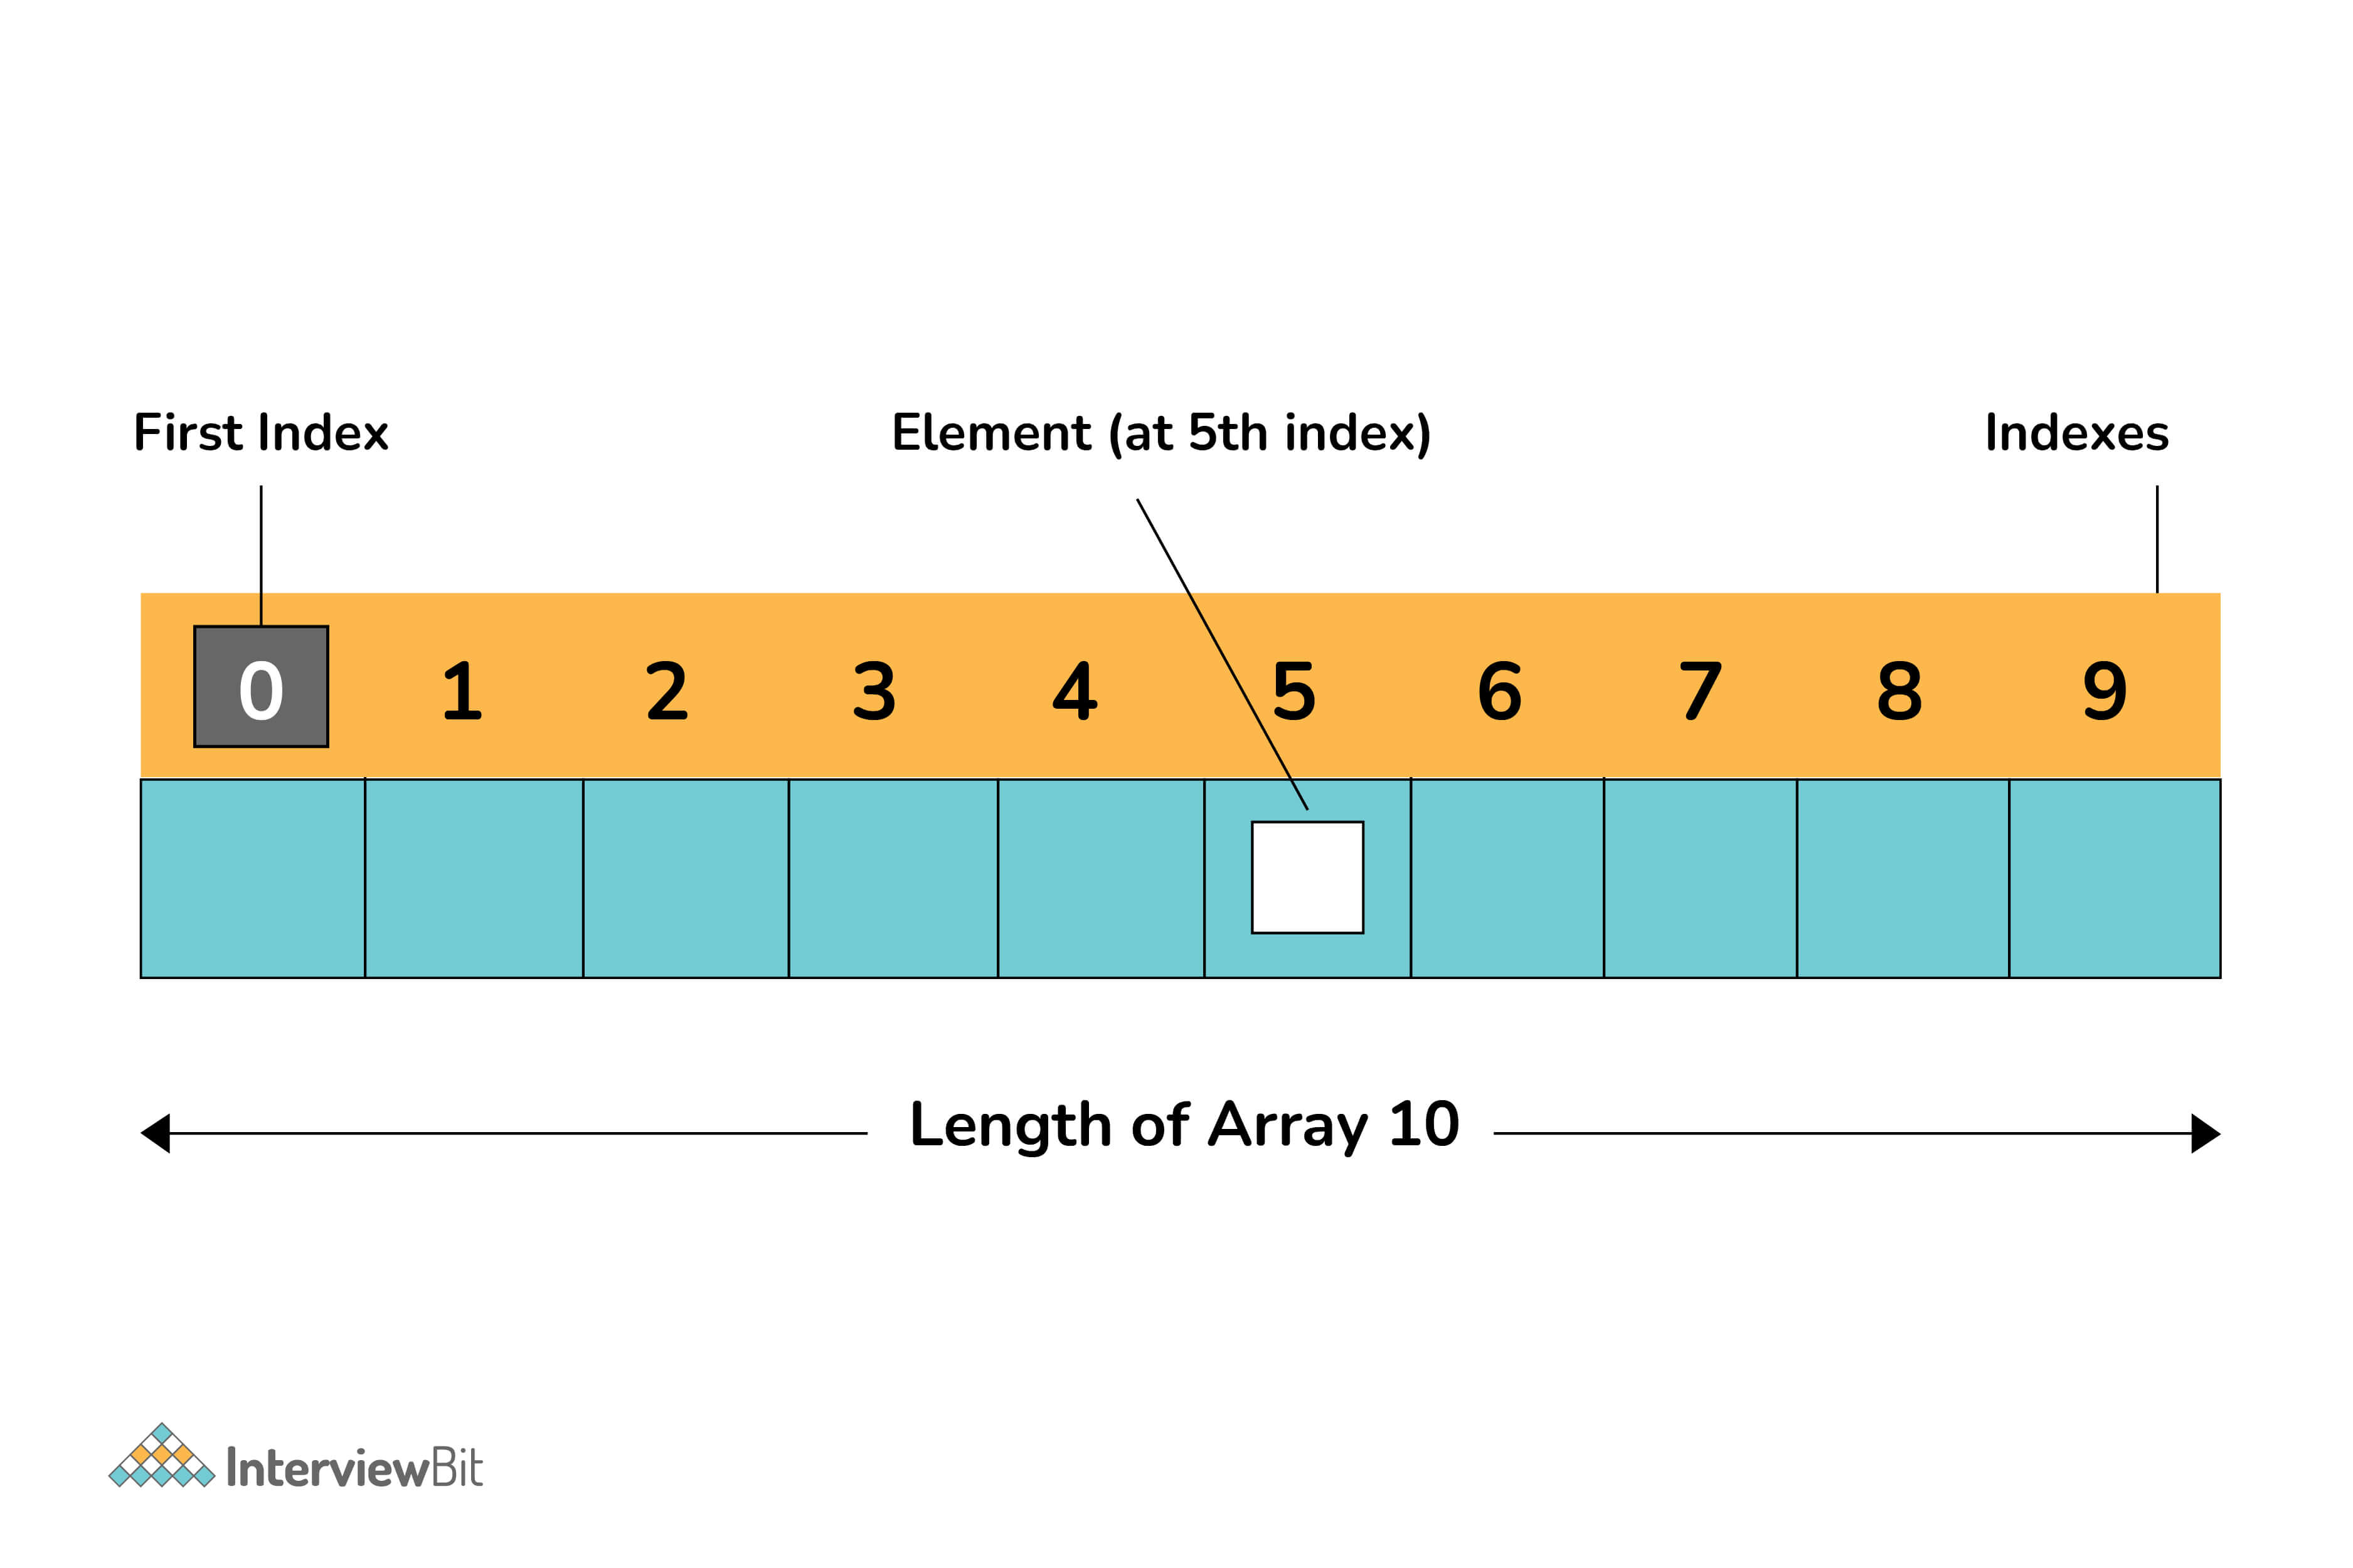 First Index Element (at 5th index) Indexes
0 1 2 3 4 5 6 7 8 9
Length of Array 10
InterviewBit